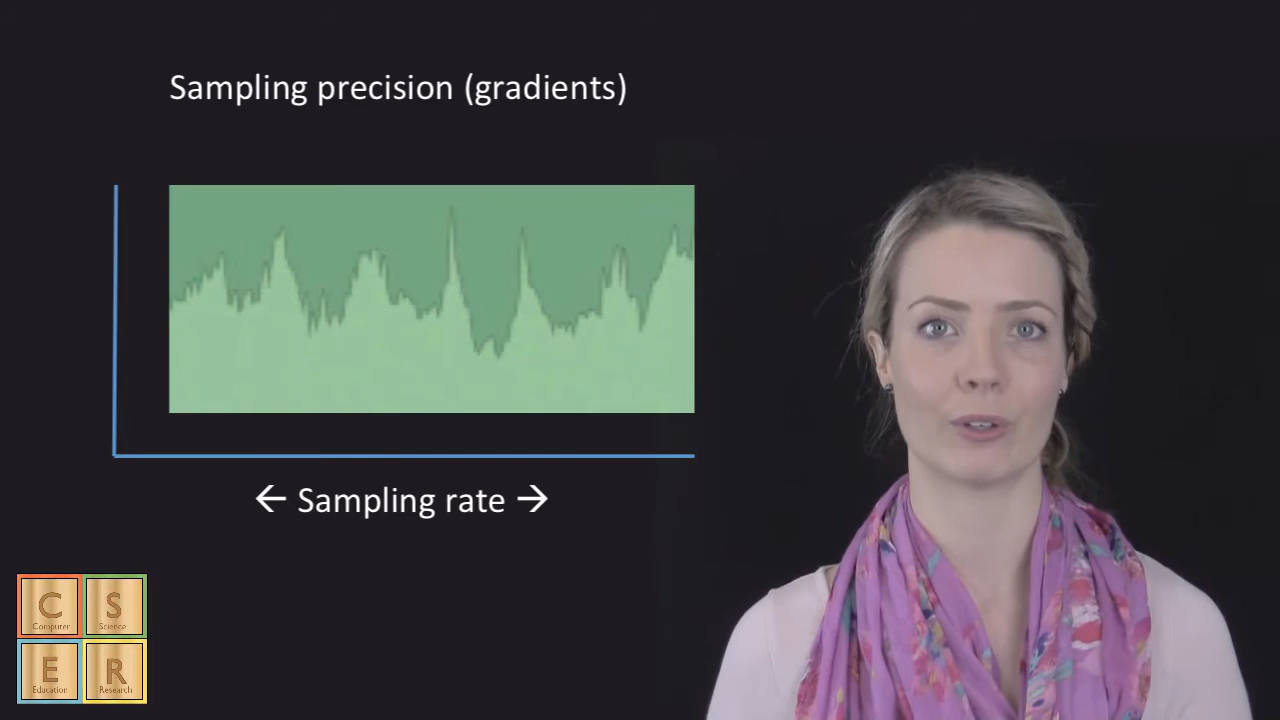 Sampling precision (gradients)
← Sampling rate →
C S
Computer Science
E R
Education Research